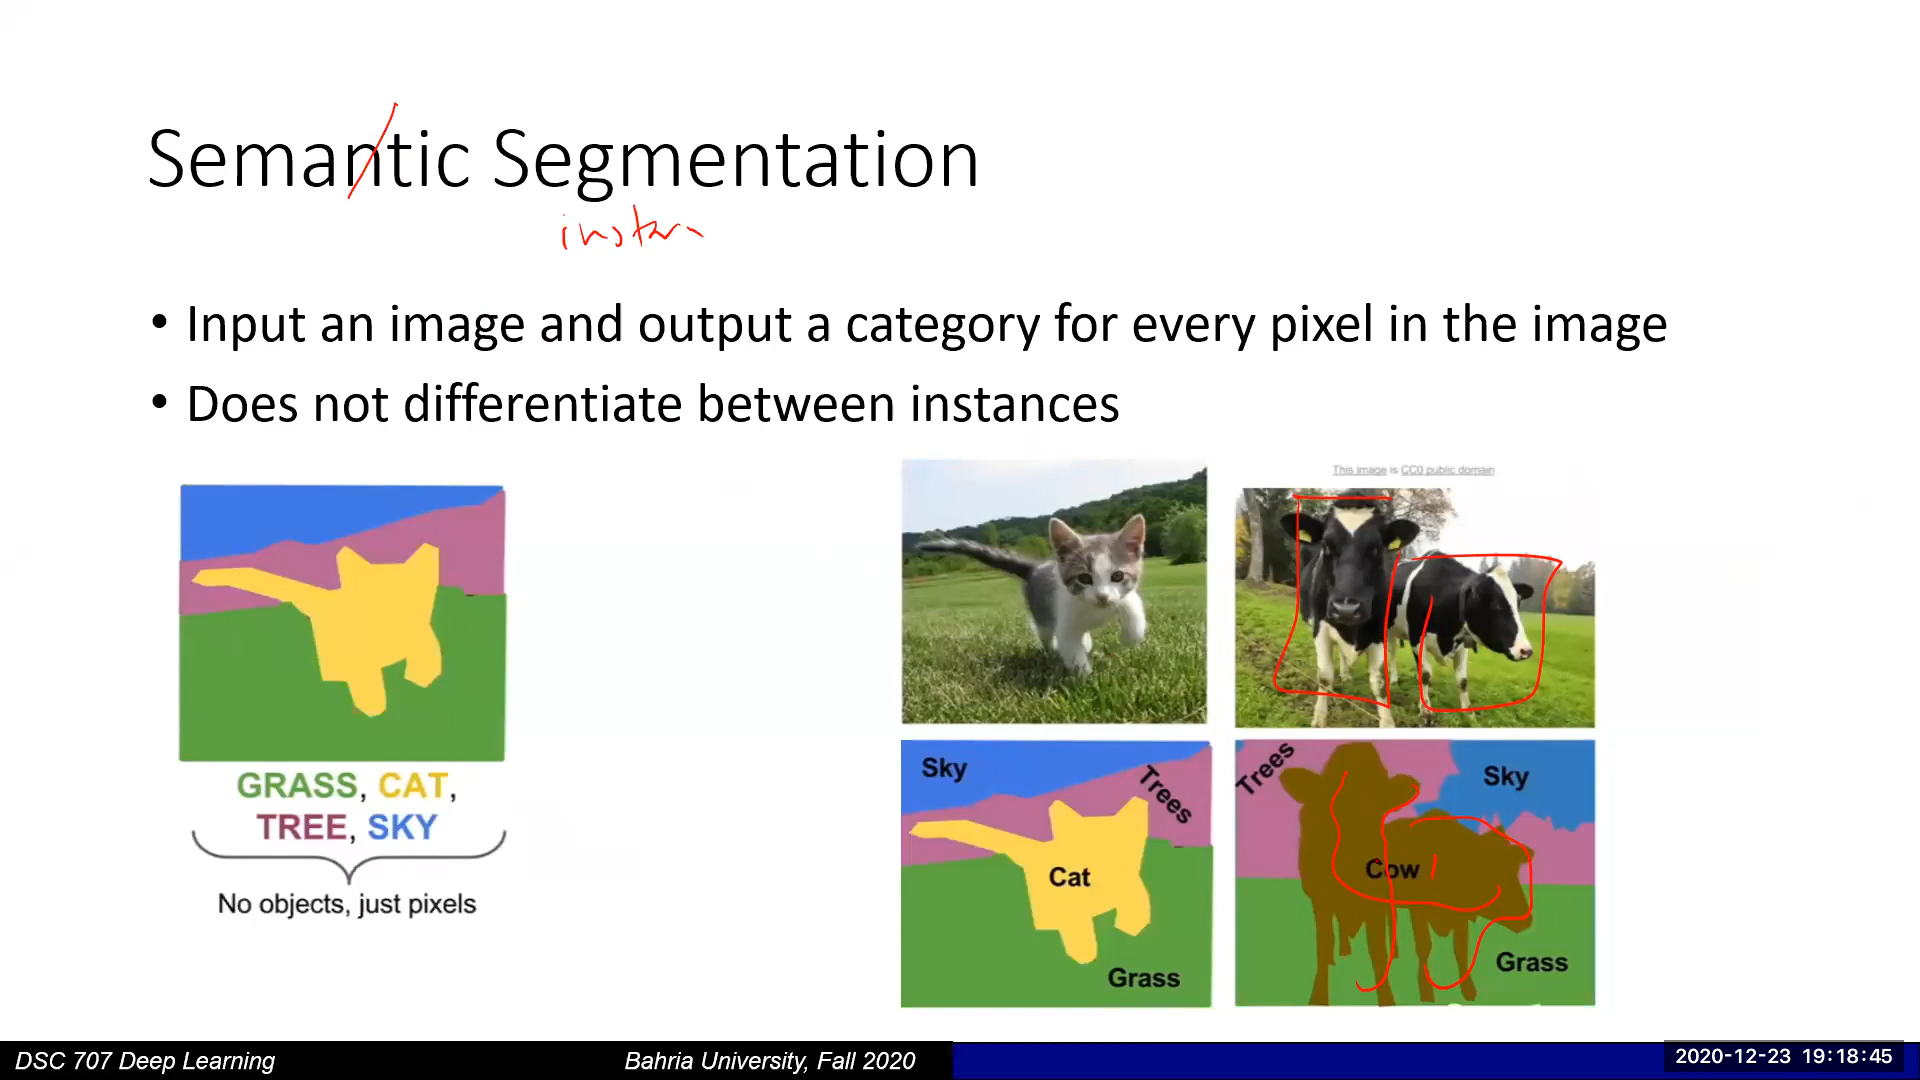 Semantic Segmentation
• Input an image and output a category for every pixel in the image
• Does not differentiate between instances
GRASS, CAT,
TREE, SKY
No objects, just pixels
This image is CC0 public domain
Sky
Trees
Cat
Grass
Trees
Sky
Cow
Grass
DSC 707 Deep Learning
Bahria University, Fall 2020
2020-12-23 19:18:45